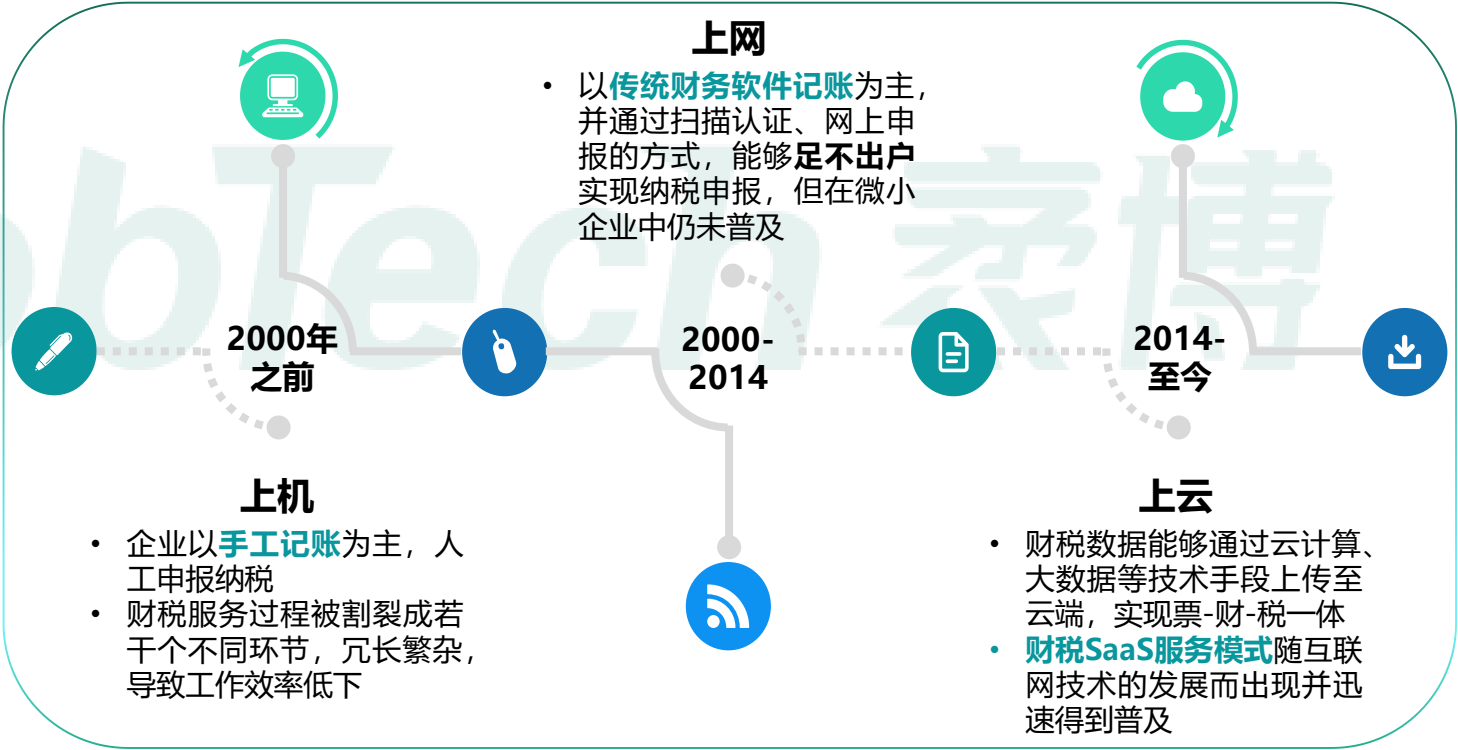 上网
• 以传统财务软件记账为主，
并通过扫描认证、网上申
报的方式，能够足不出户
实现纳税申报，但在微小
企业中仍未普及
2000年
之前
2000-
2014
2014-
至今
上机
• 企业以手工记账为主，人
工申报纳税
• 财税服务过程被割裂成若
干个不同环节，冗长繁杂，
导致工作效率低下
上云
• 财税数据能够通过云计算、
大数据等技术手段上传至
云端，实现票-财-税一体
• 财税SaaS服务模式随互联
网技术的发展而出现并迅
速得到普及